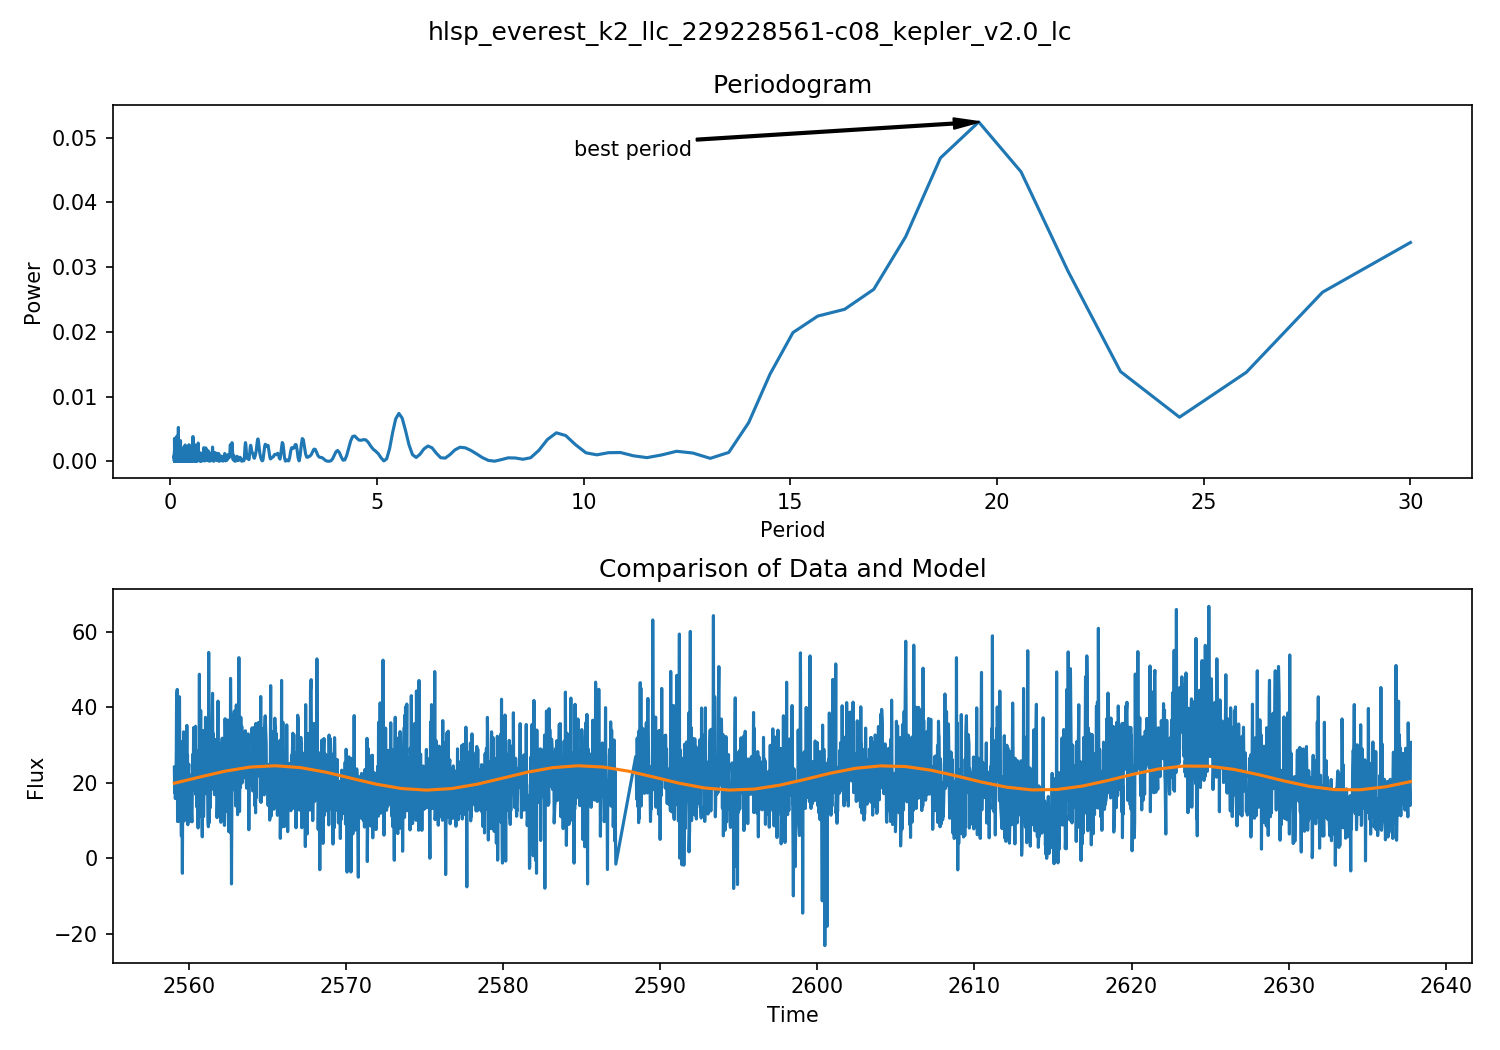 hlsp_everest_k2_llc_229228561-c08_kepler_v2.0_lc
Periodogram
best period
0.05
0.04
0.03
0.02
0.01
0.00
Power
0 5 10 15 20 25 30
Period
Comparison of Data and Model
60
40
20
0
−20
Flux
2560 2570 2580 2590 2600 2610 2620 2630 2640
Time